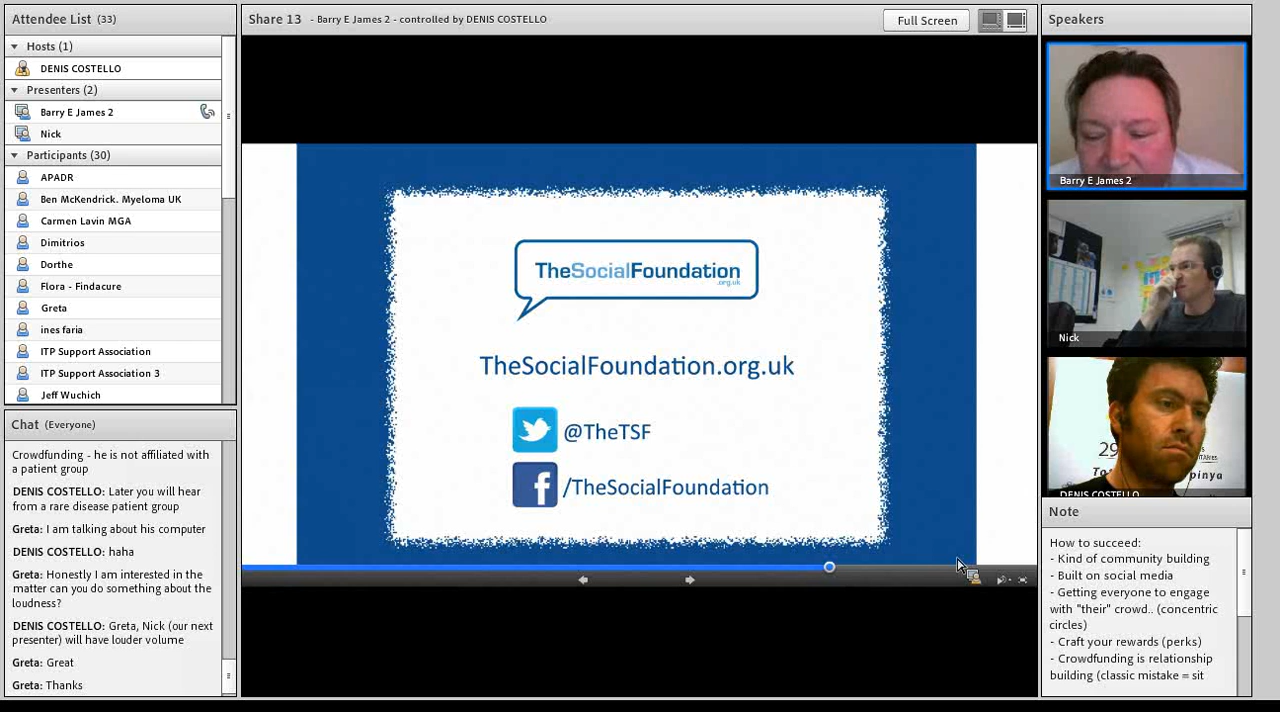 Attendee List (33)
Hosts (1)
DENIS COSTELLO
Presenters (2)
Barry E James 2
Nick
Participants (30)
APADR
Ben McKendrick. Myeloma UK
Carmen Lavin MGA
Dimitrios
Dorthe
Flora - Findacure
Greta
ines faria
ITP Support Association
ITP Support Association 3
Jeff Wuchich
Chat (Everyone)
Crowdfunding - he is not affiliated with
a patient group
DENIS COSTELLO: Later you will hear
from a rare disease patient group
Greta: I am talking about his computer
DENIS COSTELLO: haha
Greta: Honestly I am interested in the
matter can you do something about the
loudness?
DENIS COSTELLO: Greta, Nick (our next
presenter) will have louder volume
Greta: Great
Greta: Thanks
Share 13 - Barry E James 2 - controlled by DENIS COSTELLO
Full Screen
TheSocialFoundation
.org.uk
TheSocialFoundation.org.uk
@TheTSF
f /TheSocialFoundation
Speakers
Barry E James 2
Nick
29
pinya
DENIS COSTELLO
Note
How to succeed:
- Kind of community building
- Built on social media
- Getting everyone to engage
with "their" crowd.. (concentric
circles)
- Craft your rewards (perks)
- Crowdfunding is relationship
building (classic mistake = sit